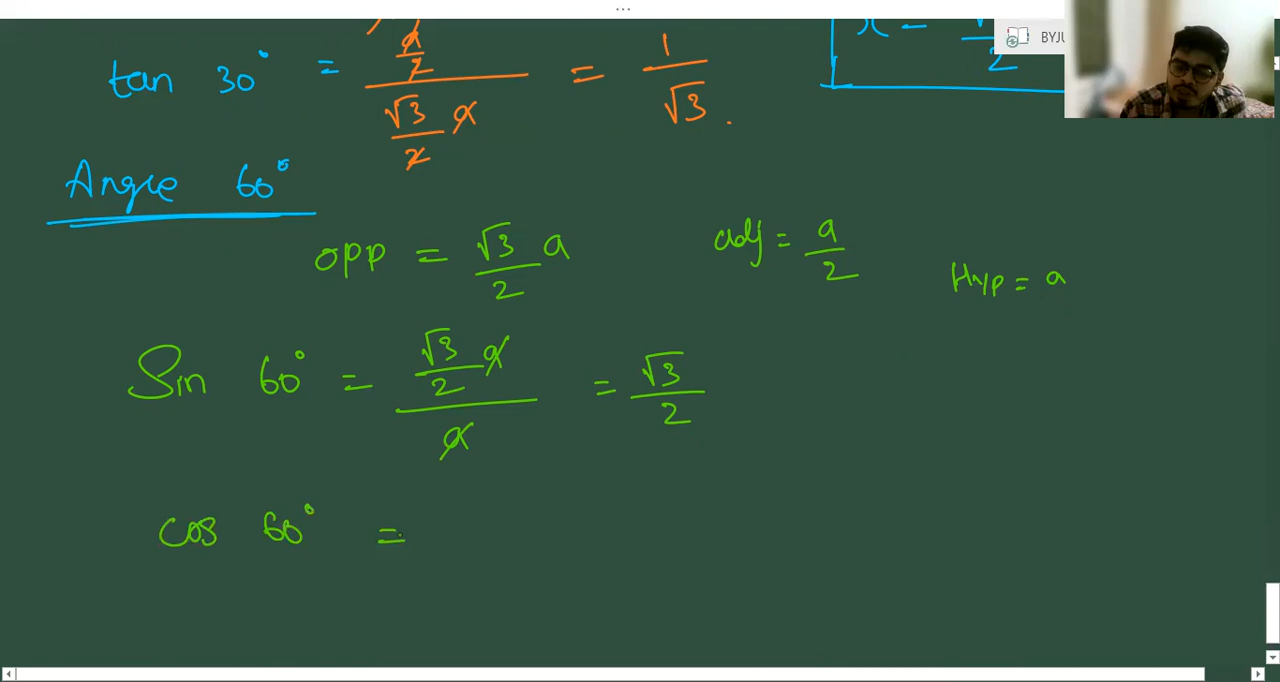 tan 30° = (a/2)/(√3/2 a) = 1/√3.
BYJU
Angle 60°
opp = √3/2 a adj = a/2 Hyp = a
Sin 60° = (√3/2 a)/a = √3/2
Cos 60° =